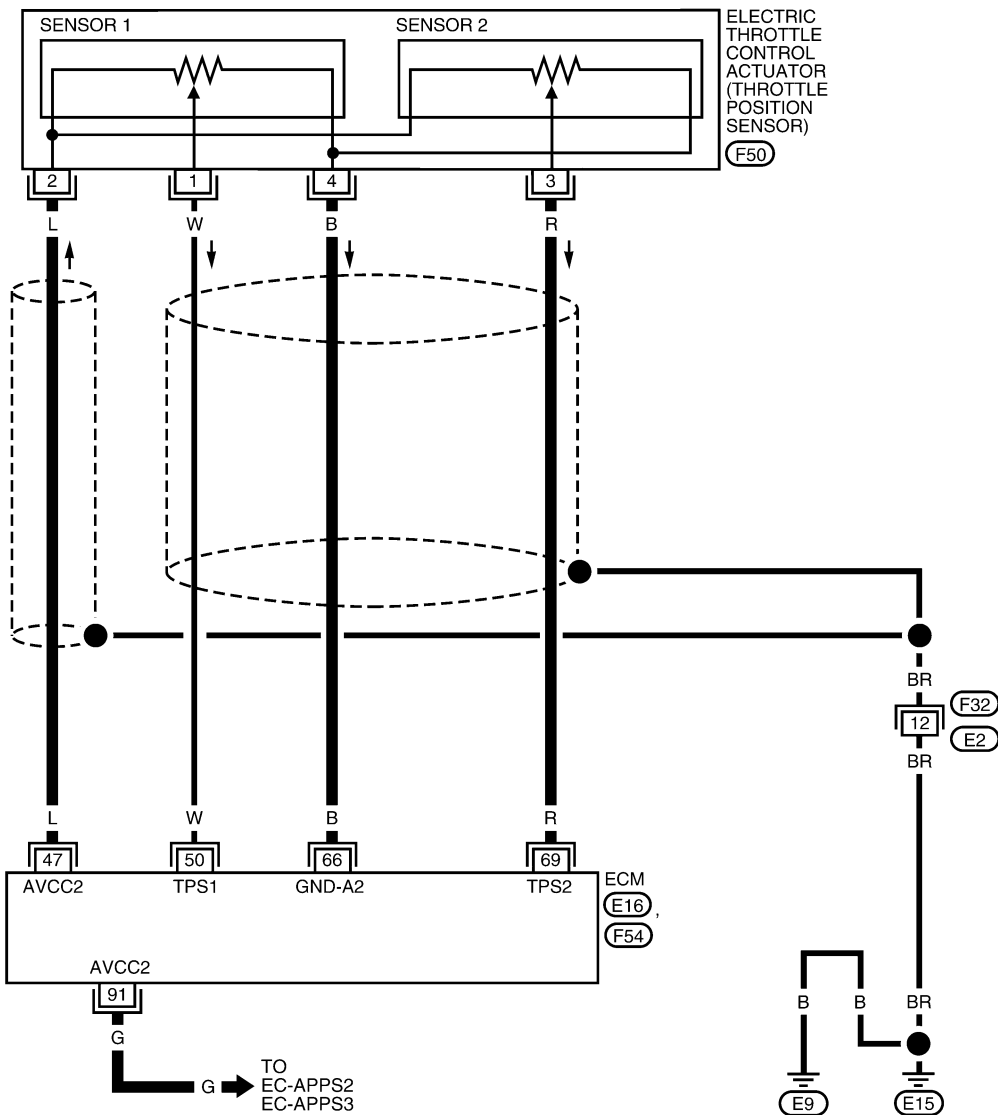 SENSOR 1
SENSOR 2
ELECTRIC
THROTTLE
CONTROL
ACTUATOR
(THROTTLE
POSITION
SENSOR)
F50
2 1 4 3
L W B R
BR
12
F32
E2
BR
L W B R
47 50 66 69
AVCC2 TPS1 GND-A2 TPS2
ECM
E16 ,
F54
AVCC2
91
G
G
TO
EC-APPS2
EC-APPS3
B B BR
E9 E15